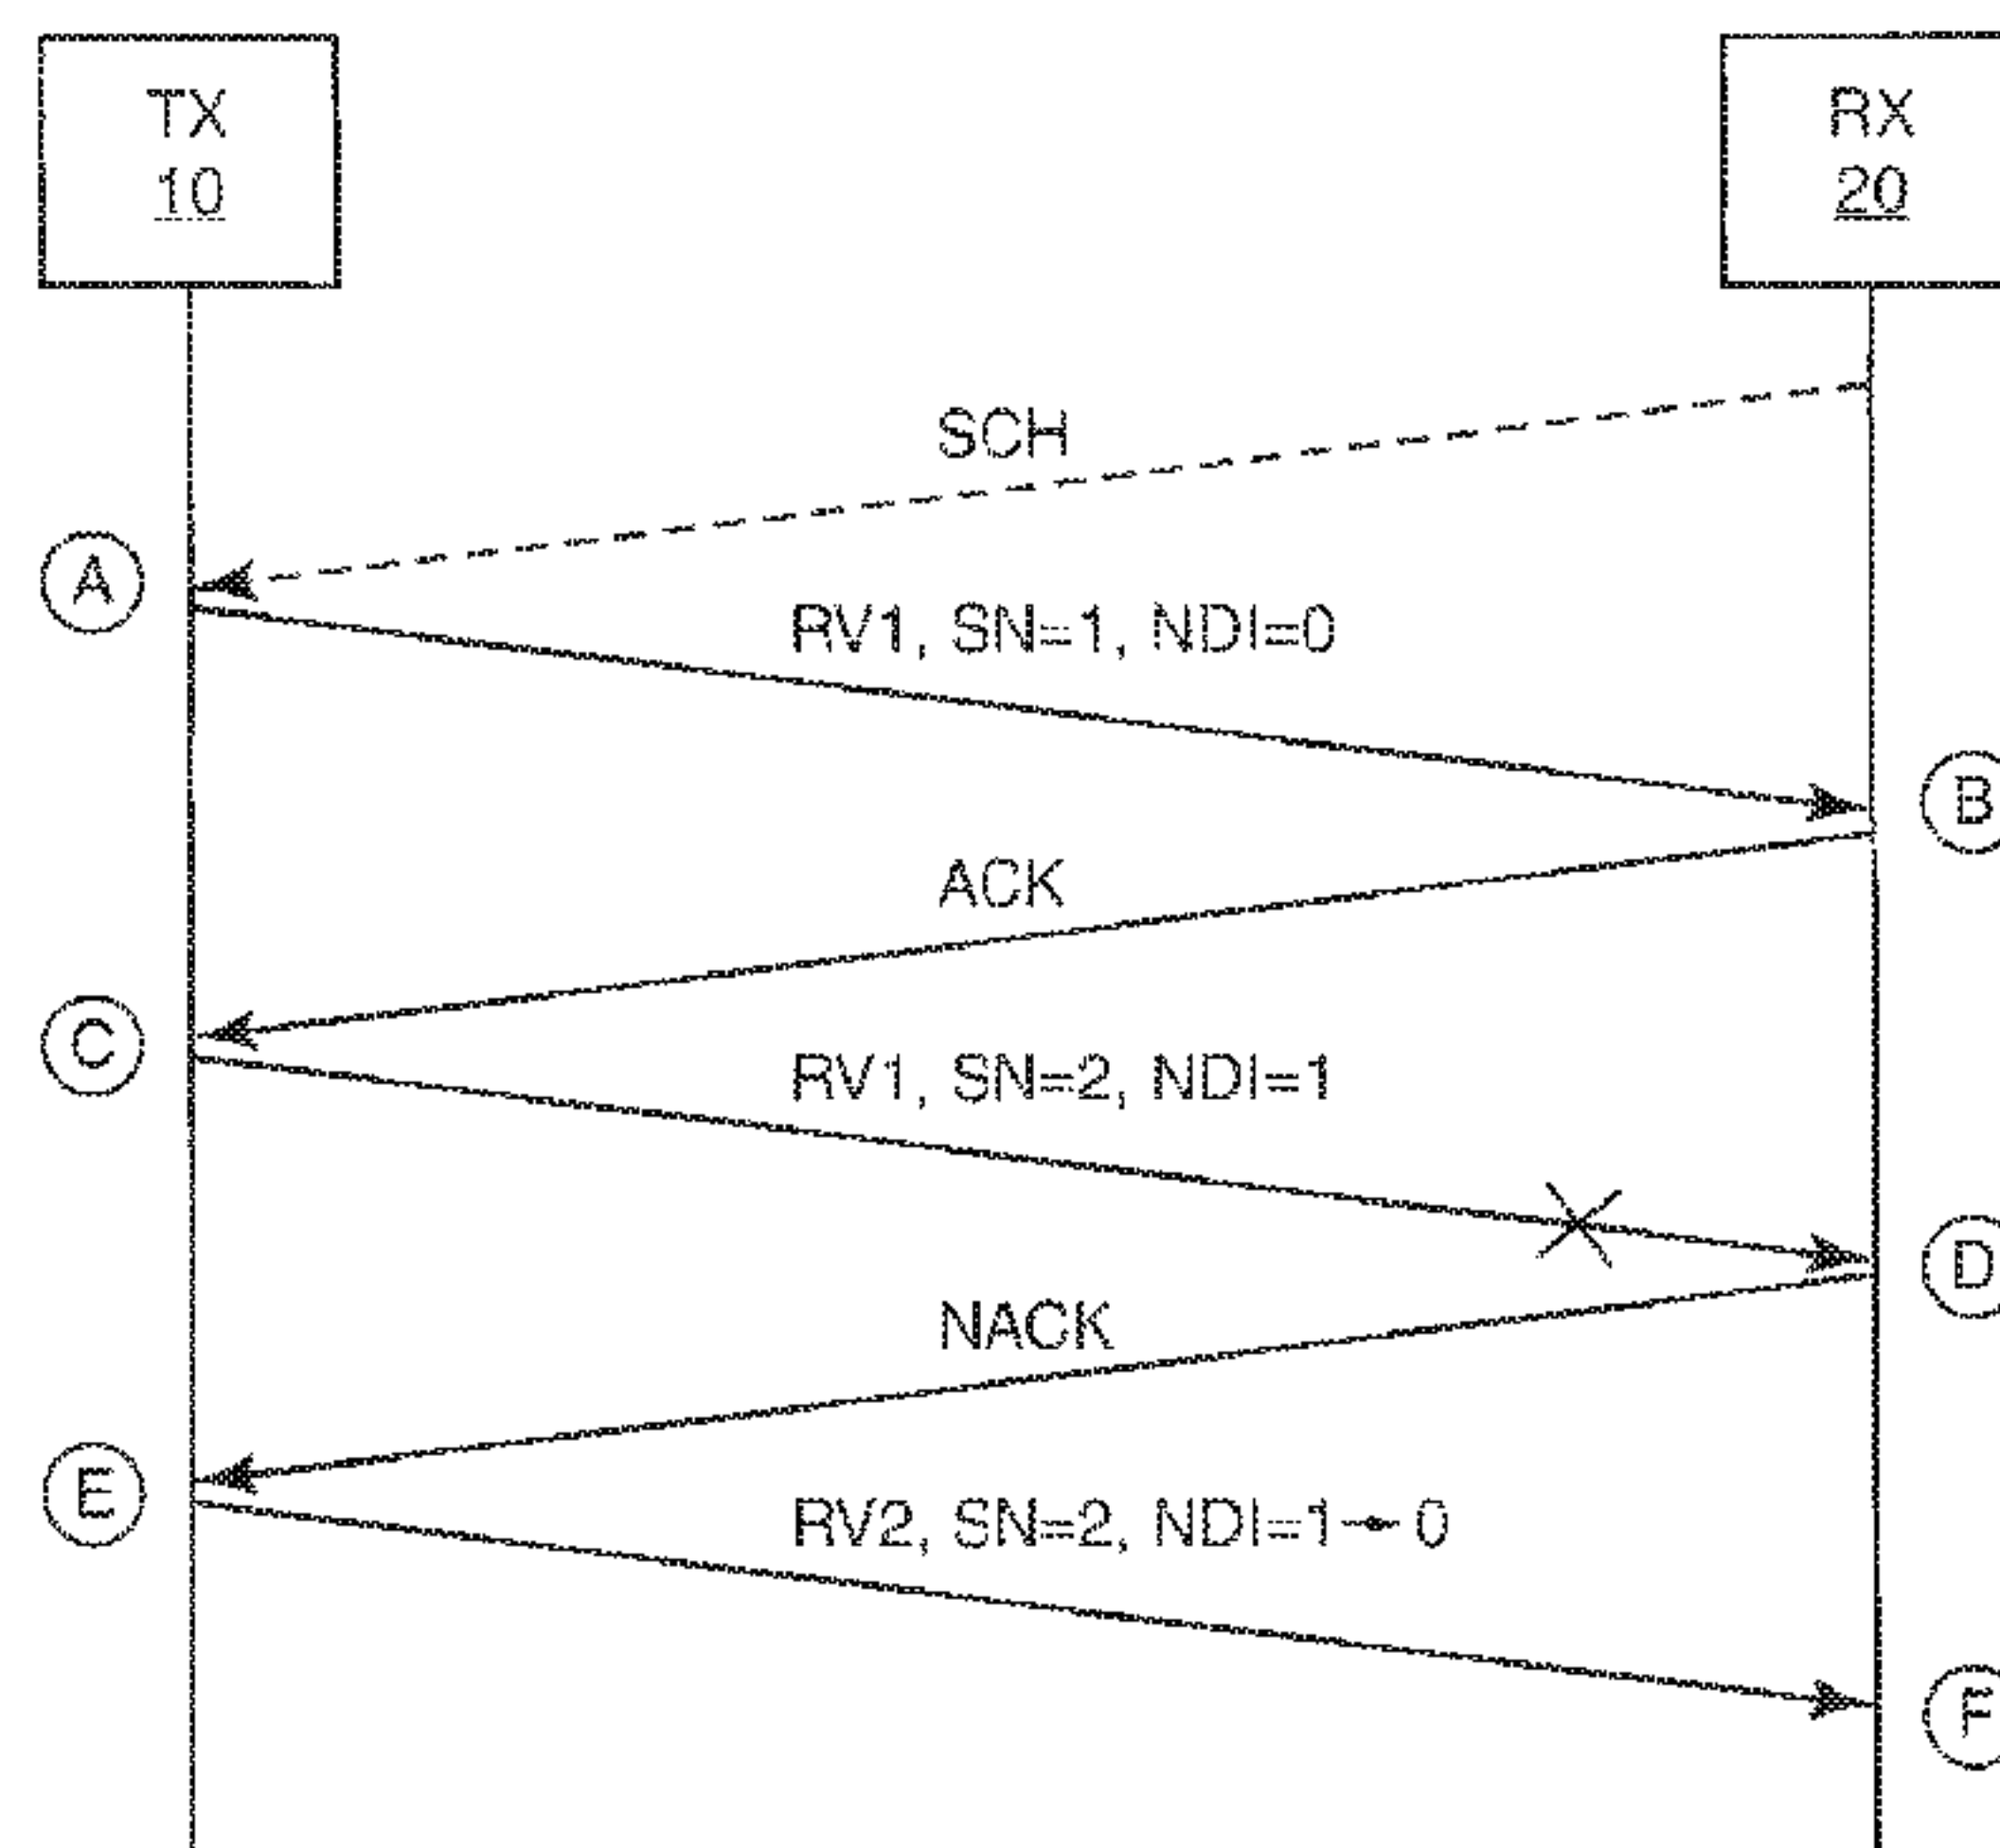 TX
10
RX
20
SCH
A
RV1, SN=1, NDI=0
B
ACK
C
RV1, SN=2, NDI=1
D
NACK
E
RV2, SN=2, NDI=1→0
F